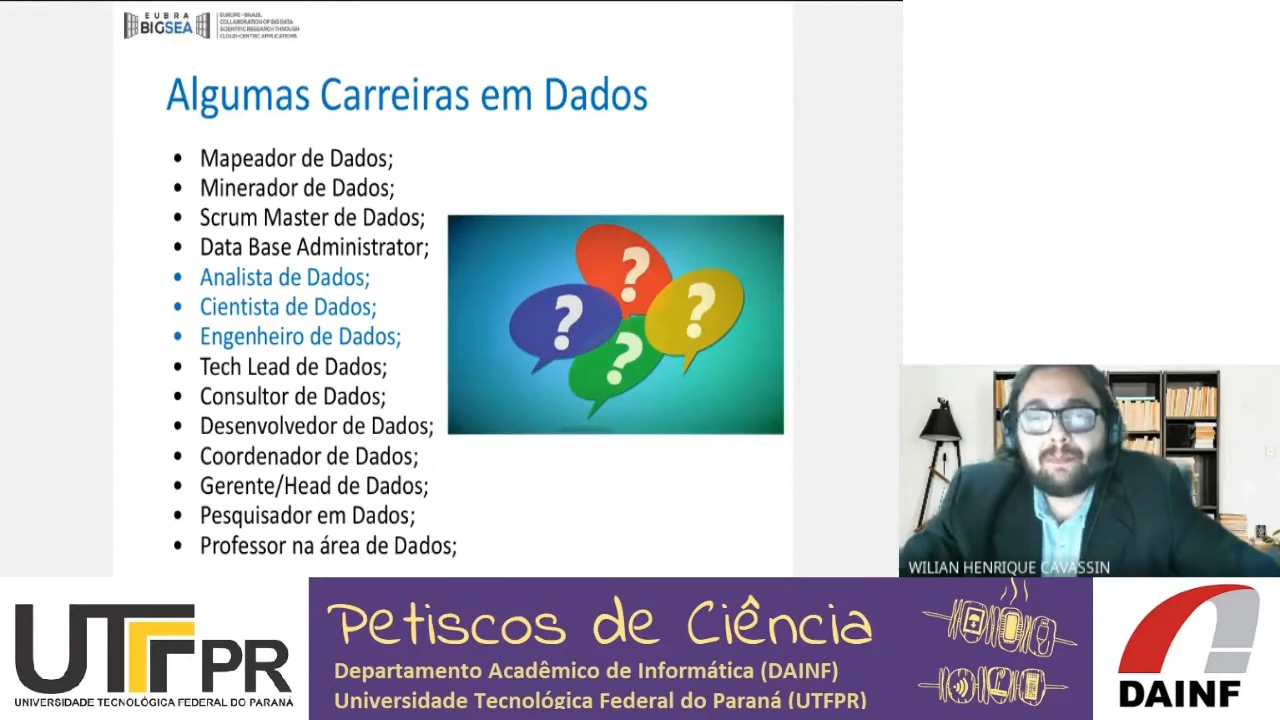 EUBRA
BIGSEA
EUROPE - BRAZIL
COLLABORATION OF BIG DATA
SCIENTIFIC RESEARCH THROUGH
CLOUD-CENTRIC APPLICATIONS
Algumas Carreiras em Dados
• Mapeador de Dados;
• Minerador de Dados;
• Scrum Master de Dados;
• Data Base Administrator;
• Analista de Dados;
• Cientista de Dados;
• Engenheiro de Dados;
• Tech Lead de Dados;
• Consultor de Dados;
• Desenvolvedor de Dados;
• Coordenador de Dados;
• Gerente/Head de Dados;
• Pesquisador em Dados;
• Professor na área de Dados;
?
?
?
?
WILIAN HENRIQUE CAVASSIN
UTFPR
UNIVERSIDADE TECNOLÓGICA FEDERAL DO PARANÁ
Petiscos de Ciência
Departamento Acadêmico de Informática (DAINF)
Universidade Tecnológica Federal do Paraná (UTFPR)
DAINF